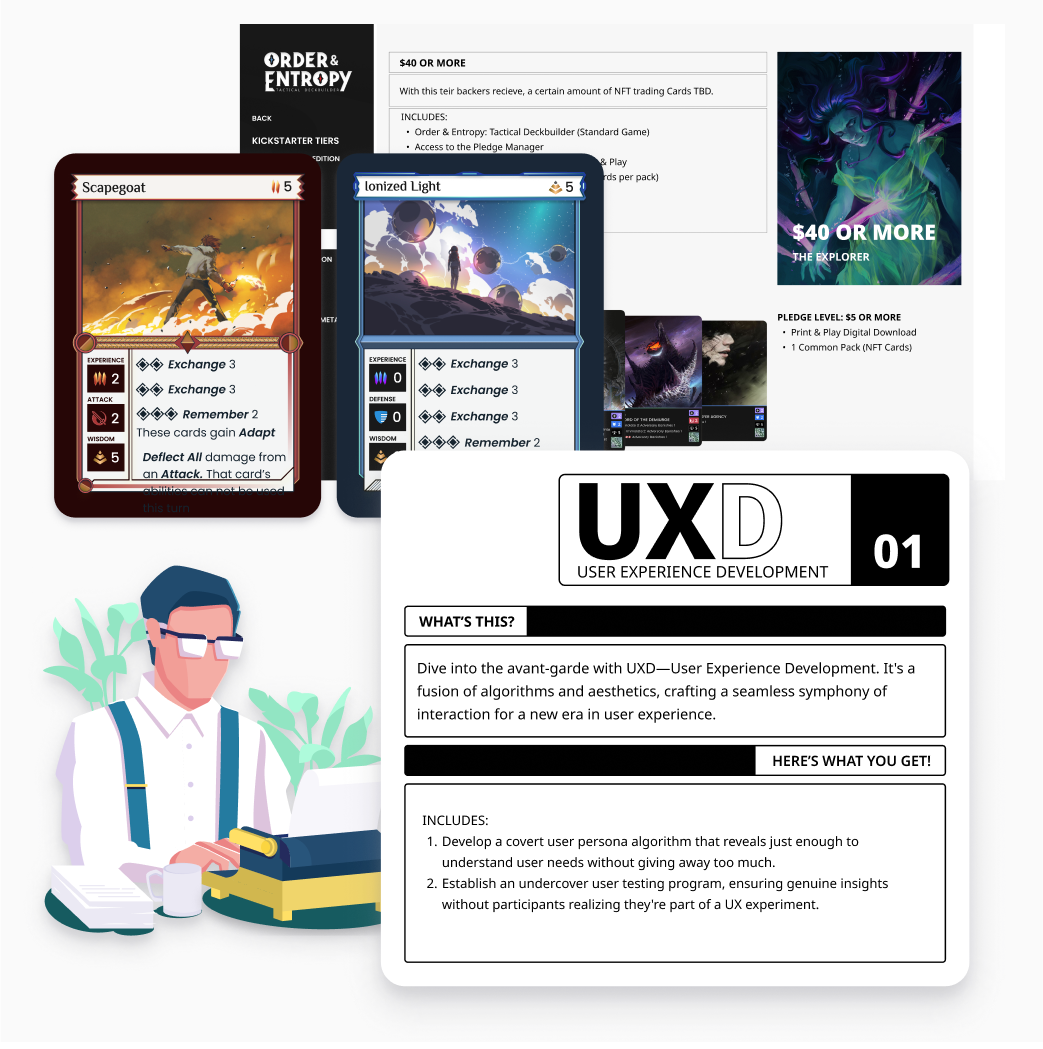 ORDER &
ENTROPY
TACTICAL DECKBUILDER
BACK
KICKSTARTER TIERS
EDITION
$40 OR MORE
With this teir backers recieve, a certain amount of NFT trading Cards TBD.
INCLUDES:
• Order & Entropy: Tactical Deckbuilder (Standard Game)
• Access to the Pledge Manager
& Play
rds per pack)
$40 OR MORE
THE EXPLORER
PLEDGE LEVEL: $5 OR MORE
• Print & Play Digital Download
• 1 Common Pack (NFT Cards)
ON
META
Scapegoat 5
EXPERIENCE
2
ATTACK
2
WISDOM
5
Exchange 3
Exchange 3
Remember 2
These cards gain Adapt
Deflect All damage from
an Attack. That card's
abilities can not be used
this turn
Ionized Light 5
EXPERIENCE
0
DEFENSE
0
WISDOM
Exchange 3
Exchange 3
Exchange 3
Remember 2
UXD
USER EXPERIENCE DEVELOPMENT
01
WHAT'S THIS?
Dive into the avant-garde with UXD—User Experience Development. It's a
fusion of algorithms and aesthetics, crafting a seamless symphony of
interaction for a new era in user experience.
HERE'S WHAT YOU GET!
INCLUDES:
1. Develop a covert user persona algorithm that reveals just enough to
understand user needs without giving away too much.
2. Establish an undercover user testing program, ensuring genuine insights
without participants realizing they're part of a UX experiment.